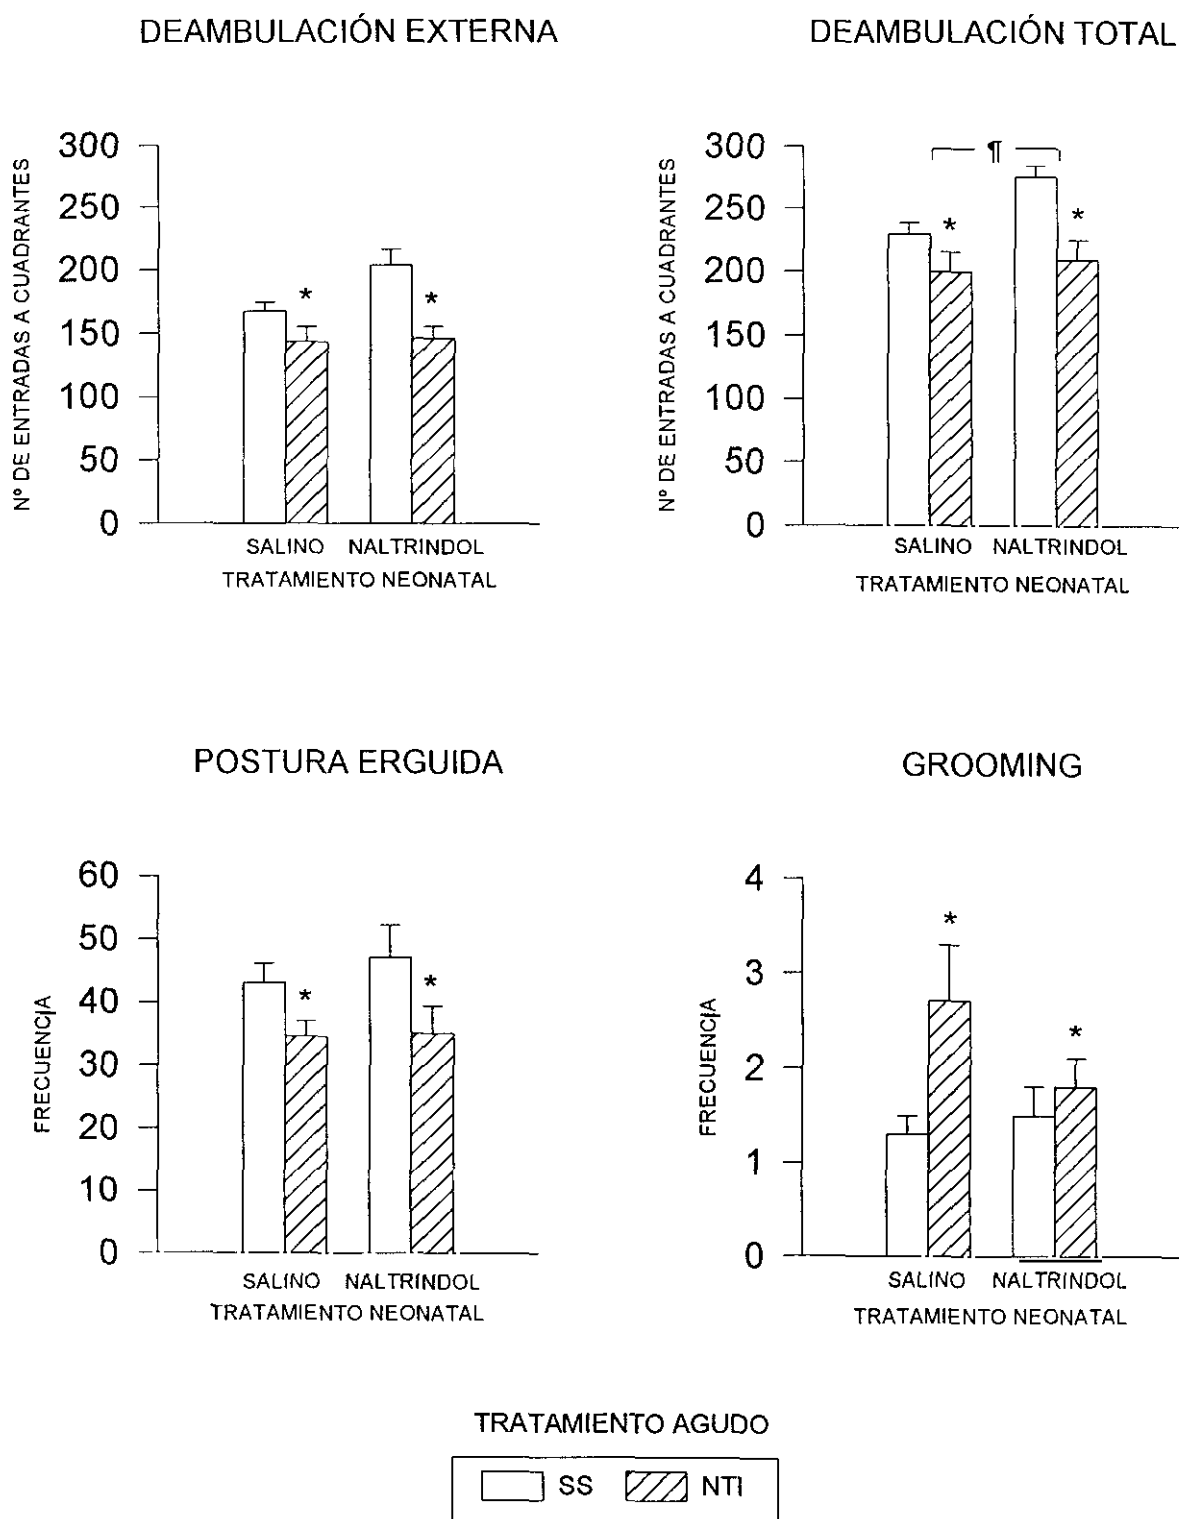 DEAMBULACIÓN EXTERNA
Nº DE ENTRADAS A CUADRANTES
300
250
200
150
100
50
0
*
*
SALINO NALTRINDOL
TRATAMIENTO NEONATAL
DEAMBULACIÓN TOTAL
Nº DE ENTRADAS A CUADRANTES
300
250
200
150
100
50
0
¶
*
*
SALINO NALTRINDOL
TRATAMIENTO NEONATAL
POSTURA ERGUIDA
FRECUENCIA
60
50
40
30
20
10
0
*
*
SALINO NALTRINDOL
TRATAMIENTO NEONATAL
GROOMING
FRECUENCIA
4
3
2
1
0
*
*
SALINO NALTRINDOL
TRATAMIENTO NEONATAL
TRATAMIENTO AGUDO
SS NTI